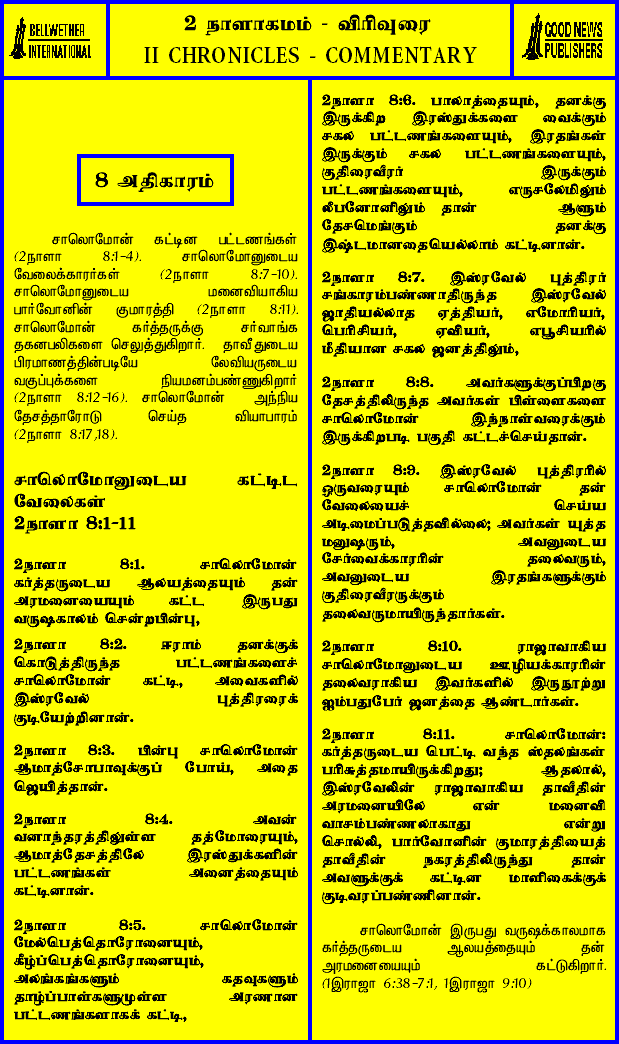 BELLWETHER
INTERNATIONAL
2 நாளாகமம் - விரிவுரை
II CHRONICLES - COMMENTARY
GOOD NEWS
PUBLISHERS
8 அதிகாரம்
சாலொமோன் கட்டின பட்டணங்கள்
(2நாளா 8:1-4). சாலொமோனுடைய
வேலைக்காரர்கள் (2நாளா 8:7-10).
சாலொமோனுடைய மனைவியாகிய
பார்வோனின் குமாரத்தி (2நாளா 8:11).
சாலொமோன் கர்த்தருக்கு சர்வாங்க
தகனபலிகளை செலுத்துகிறார். தாவீதுடைய
பிரமாணத்தின்படியே லேவியருடைய
வகுப்புக்களை நியமனம்பண்ணுகிறார்
(2நாளா 8:12-16). சாலொமோன் அந்நிய
தேசத்தாரோடு செய்த வியாபாரம்
(2நாளா 8:17,18).
சாலொமோனுடைய கட்டிட
வேலைகள்
2நாளா 8:1-11
2நாளா 8:1. சாலொமோன்
கர்த்தருடைய ஆலயத்தையும் தன்
அரமனையையும் கட்ட இருபது
வருஷகாலம் சென்றபின்பு,
2நாளா 8:2. ஈராம் தனக்குக்
கொடுத்திருந்த பட்டணங்களைச்
சாலொமோன் கட்டி, அவைகளில்
இஸ்ரவேல் புத்திரரைக்
குடியேற்றினான்.
2நாளா 8:3. பின்பு சாலொமோன்
ஆமாத்சோபாவுக்குப் போய், அதை
ஜெயித்தான்.
2நாளா 8:4. அவன்
வனாந்தரத்திலுள்ள தத்மோரையும்,
ஆமாத்தேசத்திலே இரஸ்துக்களின்
பட்டணங்கள் அனைத்தையும்
கட்டினான்.
2நாளா 8:5. சாலொமோன்
மேல்பெத்தொரோனையும்,
கீழ்ப்பெத்தொரோனையும்,
அலங்கங்களும் கதவுகளும்
தாழ்ப்பாள்களுமுள்ள அரணான
பட்டணங்களாகக் கட்டி,
2நாளா 8:6. பாலாத்தையும், தனக்கு
இருக்கிற இரஸ்துக்களை வைக்கும்
சகல பட்டணங்களையும், இரதங்கள்
இருக்கும் சகல பட்டணங்களையும்,
குதிரைவீரர் இருக்கும்
பட்டணங்களையும், எருசலேமிலும்
லீபனோனிலும் தான் ஆளும்
தேசமெங்கும் தனக்கு
இஷ்டமானதையெல்லாம் கட்டினான்.
2நாளா 8:7. இஸ்ரவேல் புத்திரர்
சங்காரம்பண்ணாதிருந்த இஸ்ரவேல்
ஜாதியல்லாத ஏத்தியர், எமோரியர்,
பெரிசியர், ஏவியர், எபூசியரில்
மீதியான சகல ஜனத்திலும்,
2நாளா 8:8. அவர்களுக்குப்பிறகு
தேசத்திலிருந்த அவர்கள் பிள்ளைகளை
சாலொமோன் இந்நாள்வரைக்கும்
இருக்கிறபடி பகுதி கட்டச்செய்தான்.
2நாளா 8:9. இஸ்ரவேல் புத்திரரில்
ஒருவரையும் சாலொமோன் தன்
வேலையைச் செய்ய
அடிமைப்படுத்தவில்லை; அவர்கள் யுத்த
மனுஷரும், அவனுடைய
சேர்வைக்காரரின் தலைவரும்,
அவனுடைய இரதங்களுக்கும்
குதிரைவீரருக்கும்
தலைவருமாயிருந்தார்கள்.
2நாளா 8:10. ராஜாவாகிய
சாலொமோனுடைய ஊழியக்காரரின்
தலைவராகிய இவர்களில் இருநூற்று
ஐம்பதுபேர் ஜனத்தை ஆண்டார்கள்.
2நாளா 8:11. சாலொமோன்:
கர்த்தருடைய பெட்டி வந்த ஸ்தலங்கள்
பரிசுத்தமாயிருக்கிறது; ஆதலால்,
இஸ்ரவேலின் ராஜாவாகிய தாவீதின்
அரமனையிலே என் மனைவி
வாசம்பண்ணலாகாது என்று
சொல்லி, பார்வோனின் குமாரத்தியைத்
தாவீதின் நகரத்திலிருந்து தான்
அவளுக்குக் கட்டின மாளிகைக்குக்
குடிவரப்பண்ணினான்.
சாலொமோன் இருபது வருஷக்காலமாக
கர்த்தருடைய ஆலயத்தையும் தன்
அரமனையையும் கட்டுகிறார்.
(1இராஜா 6:38-7:1, 1இராஜா 9:10)